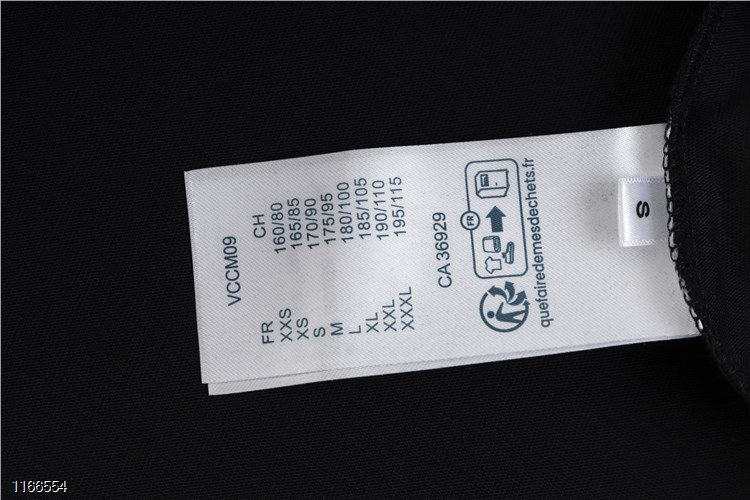 VCCM09
FR CH
XXS 160/80
XS 165/85
S 170/90
M 175/95
L 180/100
XL 185/105
XXL 190/110
XXXL 195/115
CA 36929
FR
quefairedemesdechets.fr
S
1166554